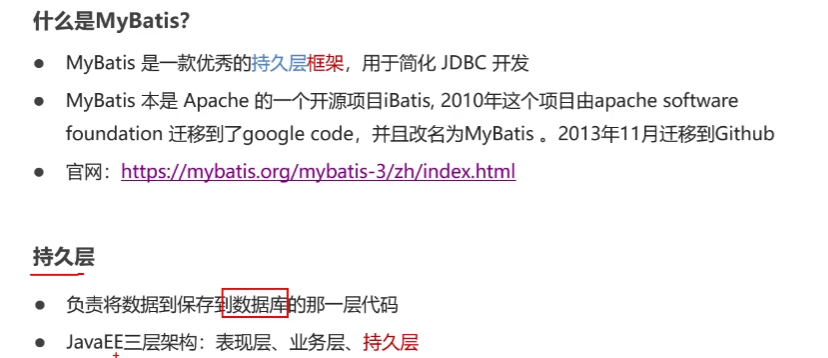 什么是MyBatis?
● MyBatis 是一款优秀的持久层框架，用于简化 JDBC 开发
● MyBatis 本是 Apache 的一个开源项目iBatis, 2010年这个项目由apache software
foundation 迁移到了google code，并且改名为MyBatis 。2013年11月迁移到Github
● 官网：https://mybatis.org/mybatis-3/zh/index.html
持久层
● 负责将数据到保存到数据库的那一层代码
● JavaEE三层架构：表现层、业务层、持久层